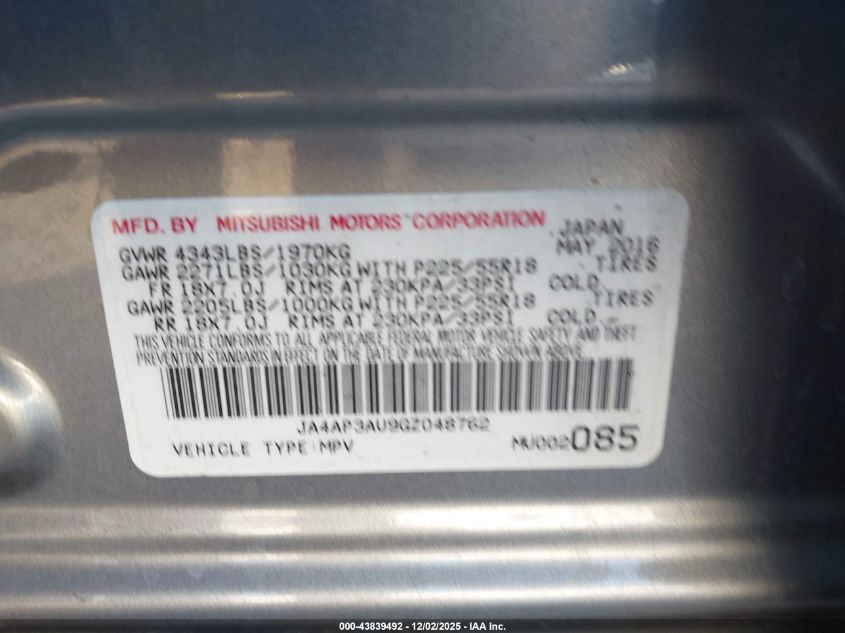 MFD. BY MITSUBISHI MOTORS CORPORATION JAPAN
GVWR 4343LBS/1970KG MAY 2016
GAWR 2271LBS/1030KG WITH P225/55R18 TIRES
FR 18X7.0J RIMS AT 230KPA/33PSI COLD
GAWR 2205LBS/1000KG WITH P225/55R18 TIRES
RR 18X7.0J RIMS AT 230KPA/33PSI COLD
THIS VEHICLE CONFORMS TO ALL APPLICABLE FEDERAL MOTOR VEHICLE SAFETY AND THEFT
PREVENTION STANDARDS IN EFFECT ON THE DATE OF MANUFACTURE SHOWN ABOVE.
JA4AP3AU9GZ048762
VEHICLE TYPE:MPV MU002085
000-43839492 - 12/02/2025 - IAA Inc.